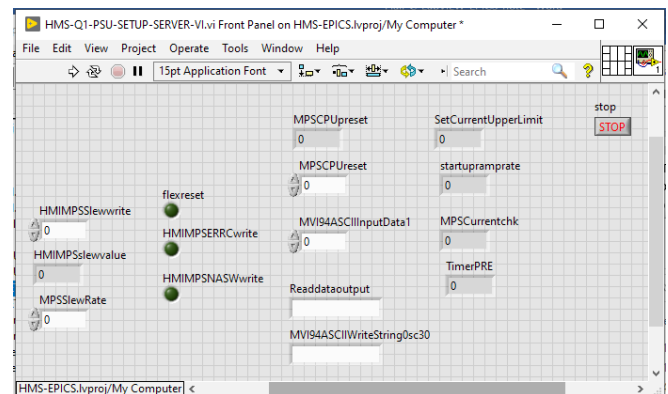 HMS-Q1-PSU-SETUP-SERVER-VI.vi Front Panel on HMS-EPICS.lvproj/My Computer *
File Edit View Project Operate Tools Window Help
15pt Application Font Search
1
stop
STOP
MPSCPUpreset
0
SetCurrentUpperLimit
0
MPSCPUreset
0
startupramprate
0
flexreset
HMIMPSSlewwrite
0
HMIMPSERRCwrite
MVI94ASCIIInputData1
0
MPSCurrentchk
0
HMIMPSslewvalue
0
HMIMPSNASWwrite
TimerPRE
0
MPSSlewRate
0
Readdataoutput
MVI94ASCIIWriteString0sc30
HMS-EPICS.lvproj/My Computer